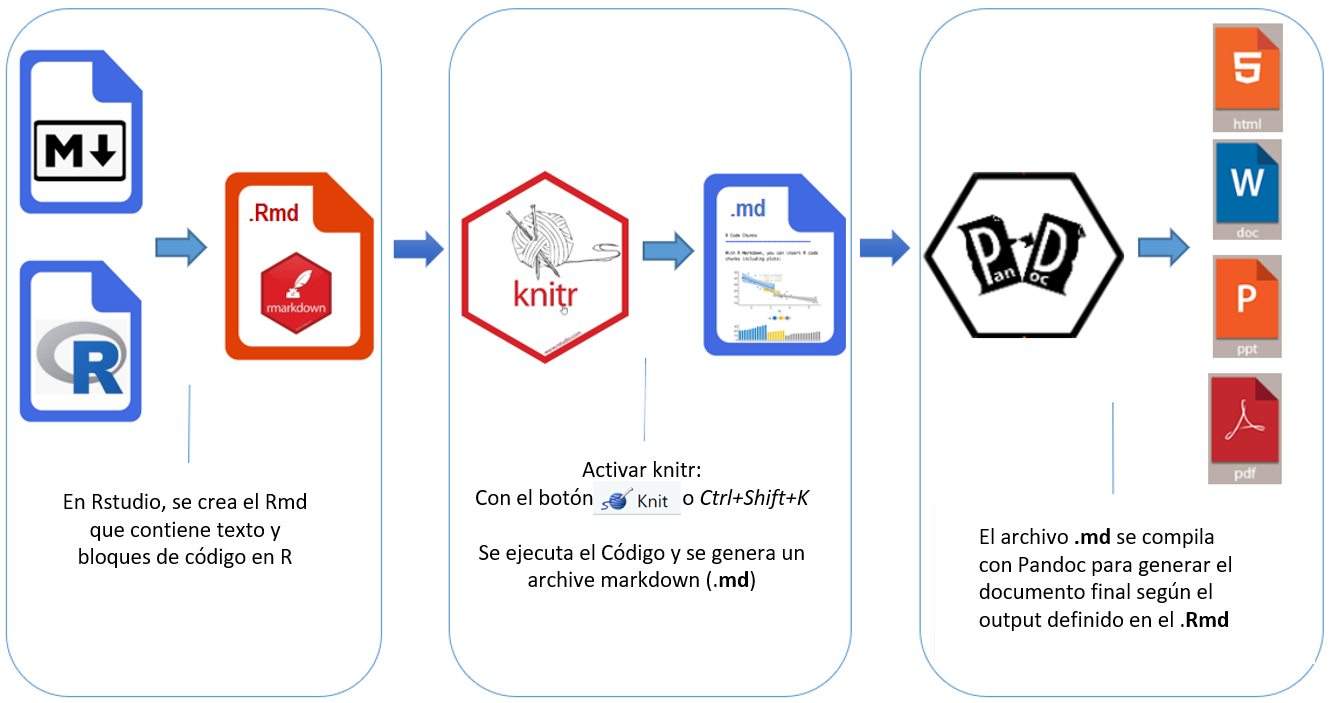 M
R
.Rmd
rmarkdown
En Rstudio, se crea el Rmd
que contiene texto y
bloques de código en R
knitr
www.rstudio.com
.md
R Code Chunks
With R Markdown, you can insert R code
chunks (including plots)
Activar knitr:
Con el botón Knit o Ctrl+Shift+K
Se ejecuta el Código y se genera un
archive markdown (.md)
Pan Doc
html
W
doc
P
ppt
pdf
El archivo .md se compila
con Pandoc para generar el
documento final según el
output definido en el .Rmd